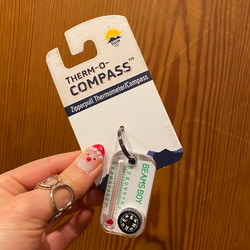 THERM-O-
COMPASS™
Zipperpull Thermometer/Compass
BEAMS BOY